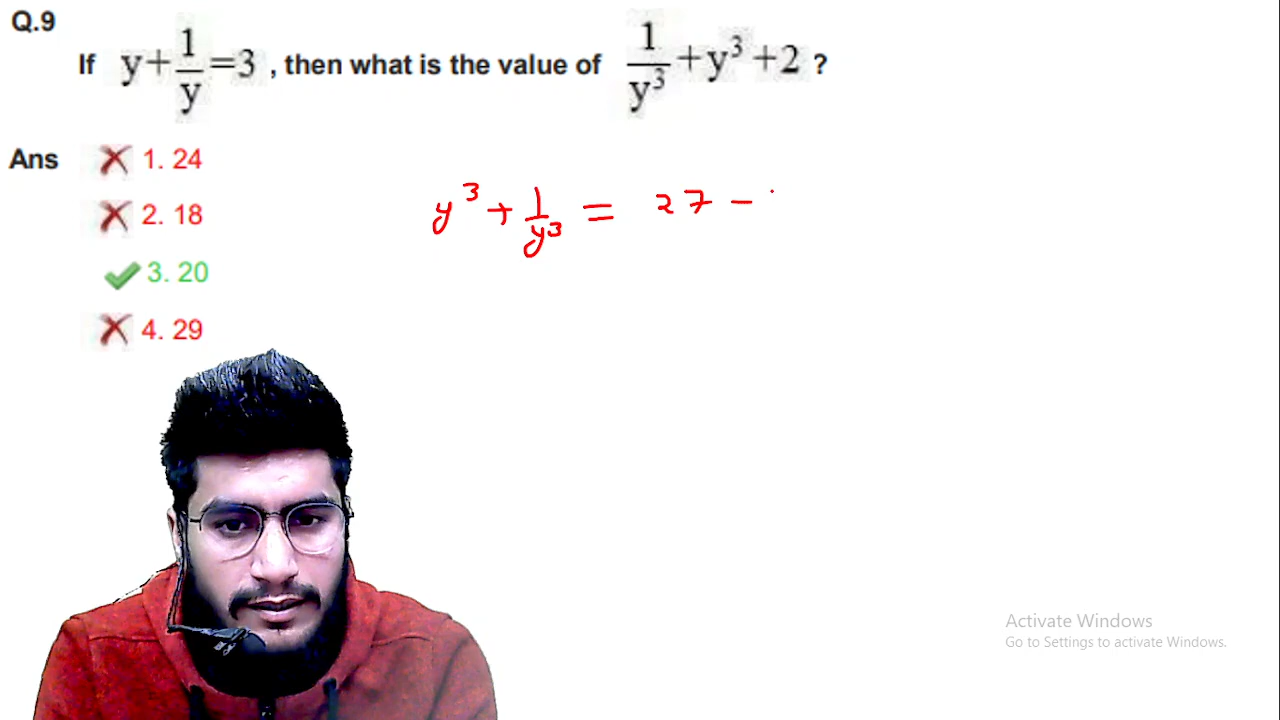 Q.9
If y+1/y=3 , then what is the value of 1/y³+y³+2 ?
Ans 1. 24
2. 18
3. 20
4. 29
y³ + 1/y³ = 27 -
Activate Windows
Go to Settings to activate Windows.